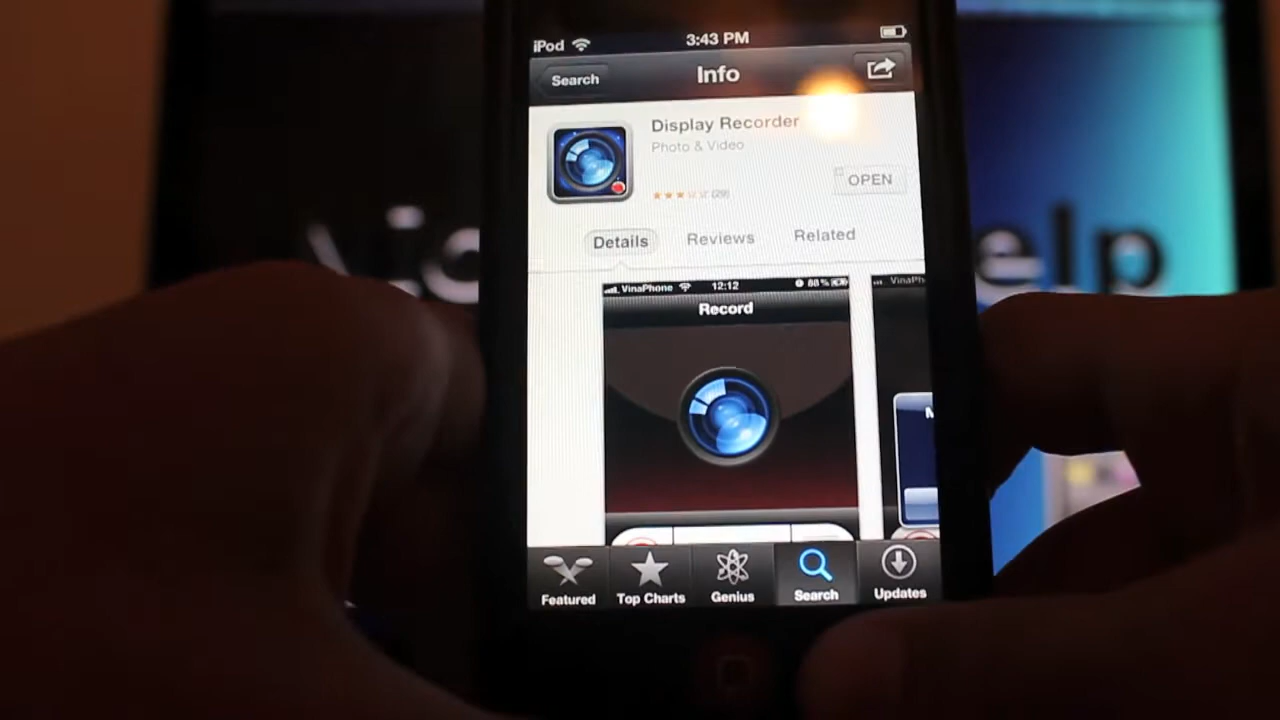 iPod 3:43 PM
Search Info
Display Recorder
Photo & Video
OPEN
Details Reviews Related
VinaPhone 12:12 88%
Record
Featured Top Charts Genius Search Updates
elp